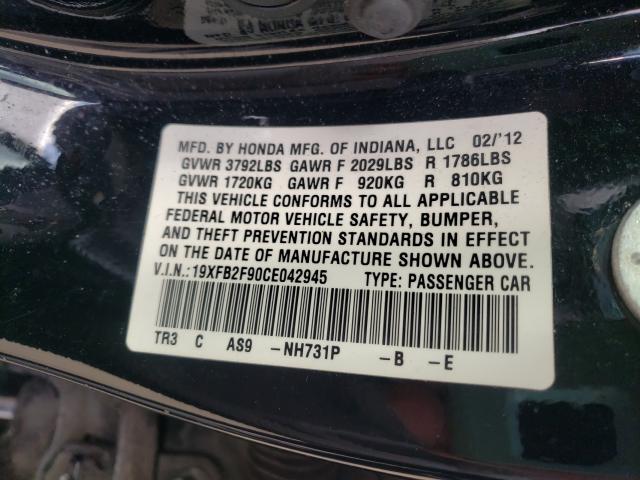 HONDA
MFD. BY HONDA MFG. OF INDIANA, LLC 02/'12
GVWR 3792LBS GAWR F 2029LBS R 1786LBS
GVWR 1720KG GAWR F 920KG R 810KG
THIS VEHICLE CONFORMS TO ALL APPLICABLE
FEDERAL MOTOR VEHICLE SAFETY, BUMPER,
AND THEFT PREVENTION STANDARDS IN EFFECT
ON THE DATE OF MANUFACTURE SHOWN ABOVE.
V.I.N.: 19XFB2F90CE042945 TYPE: PASSENGER CAR
TR3 C AS9 -NH731P -B -E